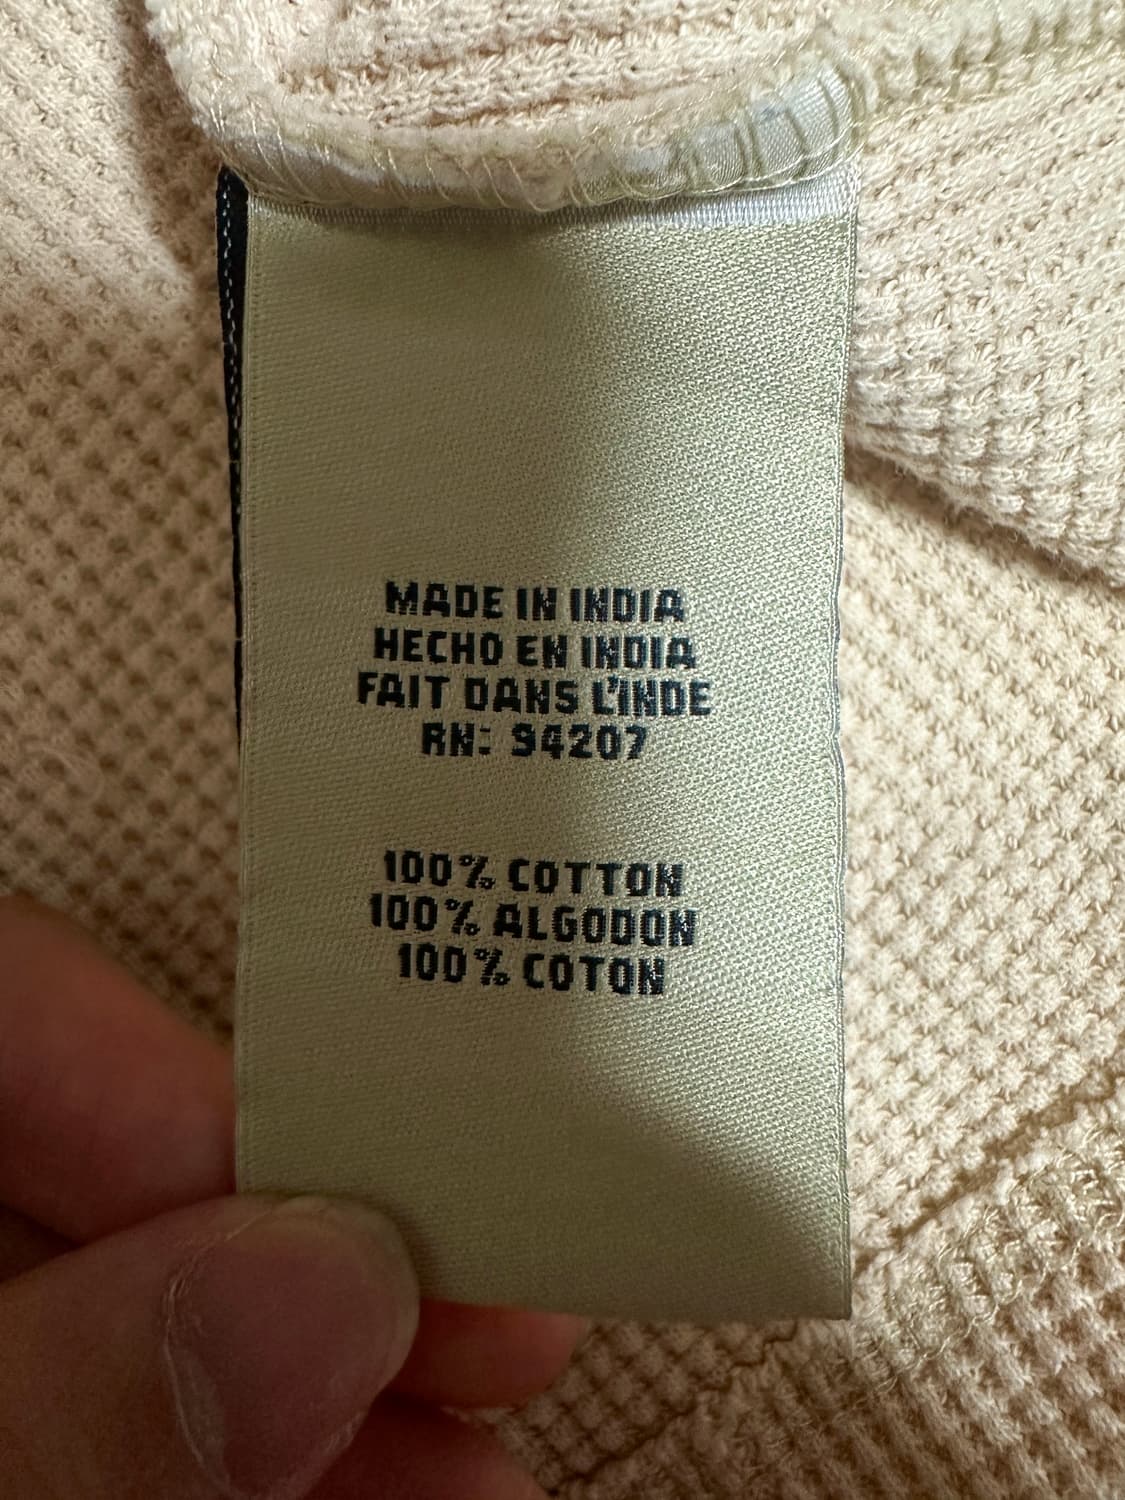 MADE IN INDIA
HECHO EN INDIA
FAIT DANS L'INDE
RN: 94207
100% COTTON
100% ALGODON
100% COTON